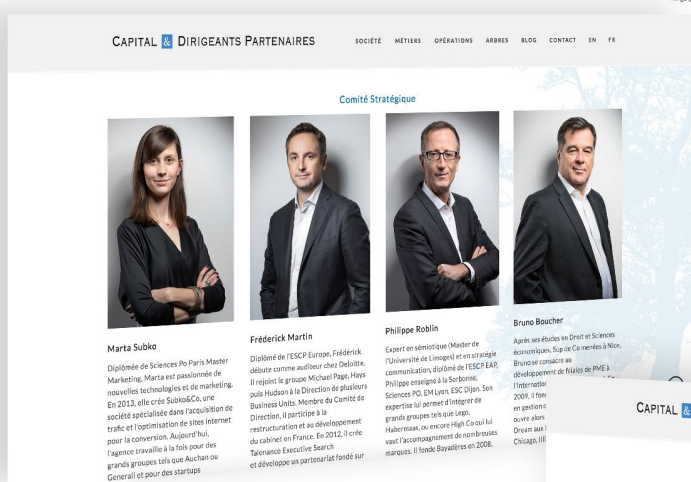 CAPITAL & DIRIGEANTS PARTENAIRES
SOCIÉTÉ MÉTIERS OPÉRATIONS ARBRES BLOG CONTACT EN FR
Comité Stratégique
Marta Subko
Diplômée de Sciences Po Paris Master
Marketing, Marta est passionnée de
nouvelles technologies et de marketing.
En 2013, elle crée Subko&Co, une
société spécialisée dans l'acquisition de
trafic et l'optimisation de sites internet
pour la conversion. Aujourd'hui,
l'agence travaille à la fois pour des
grands groupes tels que Auchan ou
Generali et pour des startups
Fréderick Martin
Diplômé de l'ESCP Europe, Fréderick
débute comme auditeur chez Deloitte.
Il rejoint le groupe Michael Page, Hays
puis Hudson à la Direction de plusieurs
Business Units. Membre du Comité de
Direction, il participe à la
restructuration et au développement
du cabinet en France. En 2012, il crée
Talenance Executive Search
et développe un partenariat fondé sur
Philippe Roblin
Expert en sémiotique (Master de
l'Université de Limoges) et en stratégie
communication, diplômé de l'ESCP EAP,
Philippe enseigne à la Sorbonne,
Sciences PO, EM Lyon, ESC Dijon. Son
expertise lui permet d'intégrer de
grands groupes tels que Lego,
Habermaas, ou encore High Co qui lui
vaut l'accompagnement de nombreuses
marques. Il fonde Bayadères en 2008,
Bruno Boucher
Après ses études en Droit et Sciences
économiques, Sup de Co menées à Nice,
Bruno se consacre au
développement de filiales de PME à
l'internatio
2009, il fon
en gestion
ouvre alors
Dream aux
Chicago, Ill
CAPITAL &